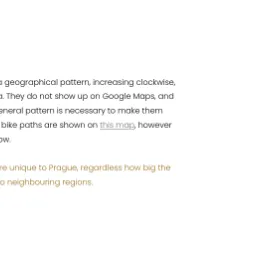 geographical pattern, increasing clockwise,
They do not show up on Google Maps, and
eneral pattern is necessary to make them
bike paths are shown on this map, however
ow.
re unique to Prague, regardless how big the
o neighbouring regions.